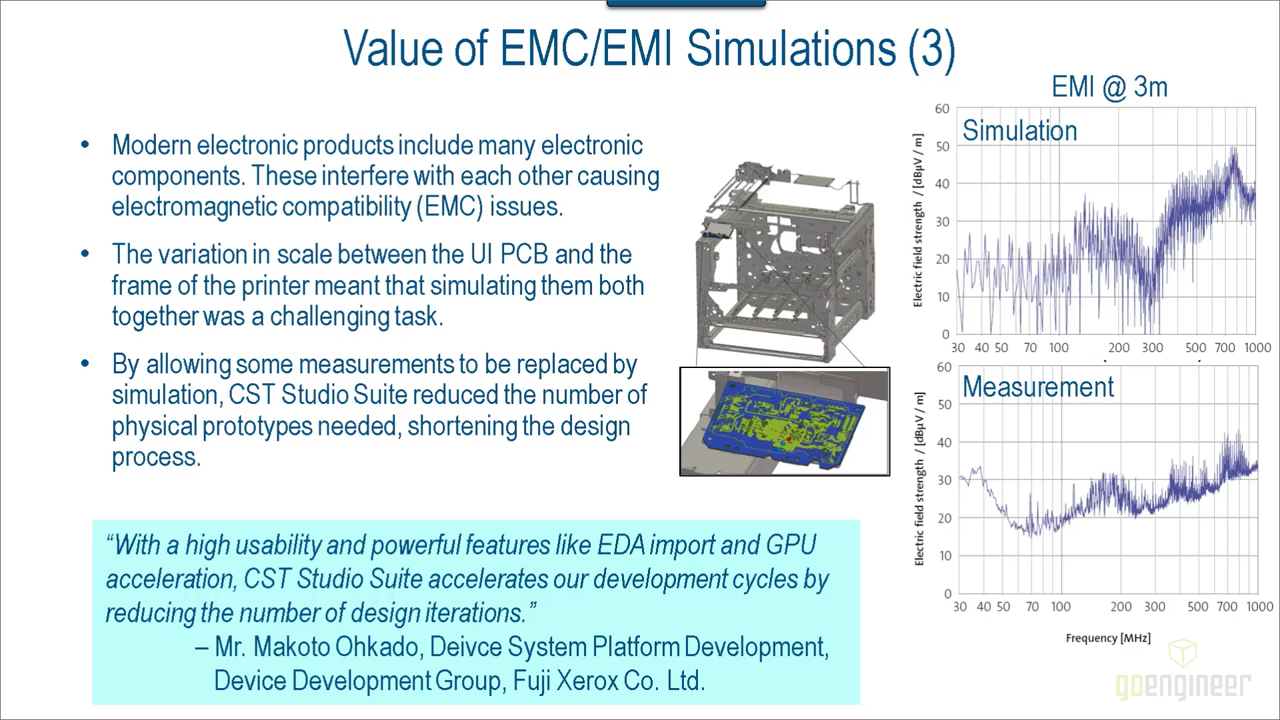 Value of EMC/EMI Simulations (3)
• Modern electronic products include many electronic
components. These interfere with each other causing
electromagnetic compatibility (EMC) issues.
• The variation in scale between the UI PCB and the
frame of the printer meant that simulating them both
together was a challenging task.
• By allowing some measurements to be replaced by
simulation, CST Studio Suite reduced the number of
physical prototypes needed, shortening the design
process.
“With a high usability and powerful features like EDA import and GPU
acceleration, CST Studio Suite accelerates our development cycles by
reducing the number of design iterations.”
– Mr. Makoto Ohkado, Deivce System Platform Development,
Device Development Group, Fuji Xerox Co. Ltd.
EMI @ 3m
Simulation
Electric field strength / [dBµV / m]
60
50
40
30
20
10
0
30 40 50 70 100 200 300 500 700 1000
Measurement
Electric field strength / [dBµV / m]
60
50
40
30
20
10
0
30 40 50 70 100 200 300 500 700 1000
Frequency [MHz]
goengineer